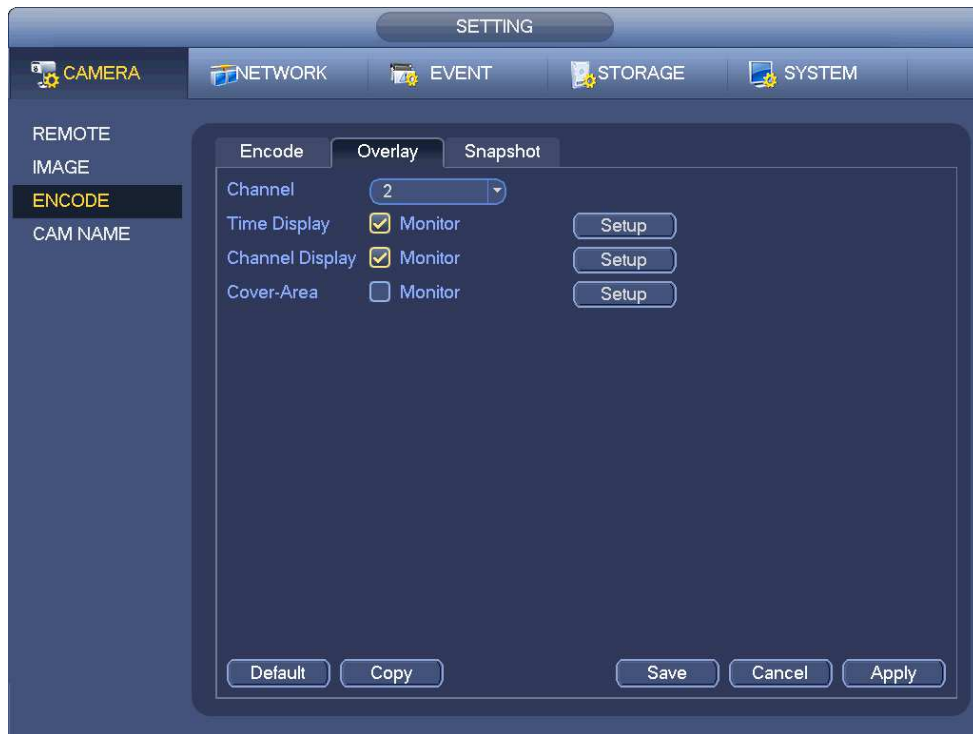 SETTING
CAMERA NETWORK EVENT STORAGE SYSTEM
REMOTE
IMAGE
ENCODE
CAM NAME
Encode Overlay Snapshot
Channel 2
Time Display Monitor Setup
Channel Display Monitor Setup
Cover-Area Monitor Setup
Default Copy Save Cancel Apply